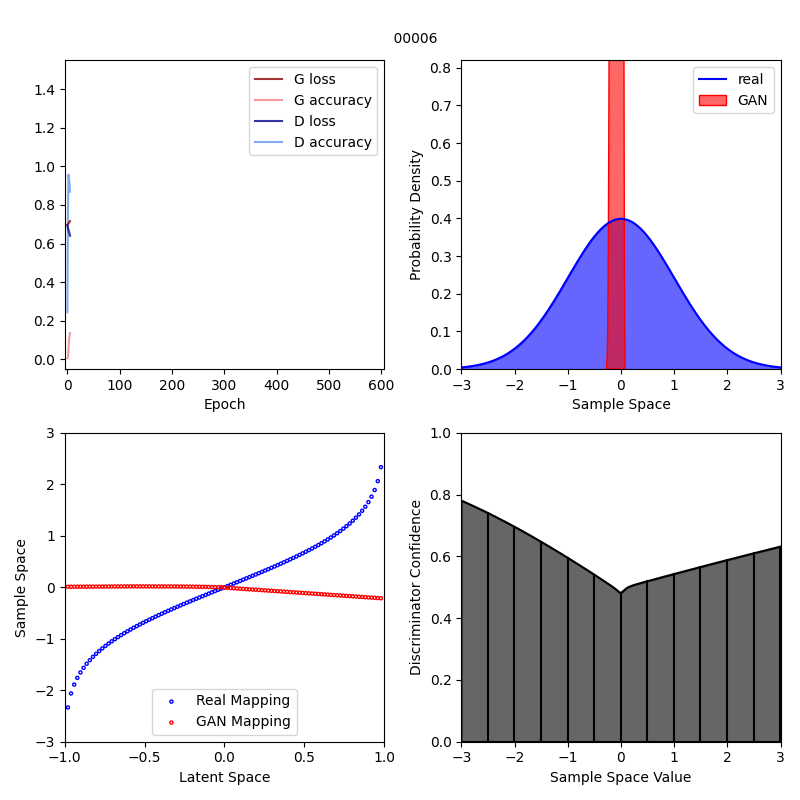 00006
1.4
1.2
1.0
0.8
0.6
0.4
0.2
0.0
0 100 200 300 400 500 600
Epoch
G loss
G accuracy
D loss
D accuracy
Probability Density
0.8
0.7
0.6
0.5
0.4
0.3
0.2
0.1
0.0
−3 −2 −1 0 1 2 3
Sample Space
real
GAN
Sample Space
3
2
1
0
−1
−2
−3
−1.0 −0.5 0.0 0.5 1.0
Latent Space
Real Mapping
GAN Mapping
Discriminator Confidence
1.0
0.8
0.6
0.4
0.2
0.0
−3 −2 −1 0 1 2 3
Sample Space Value